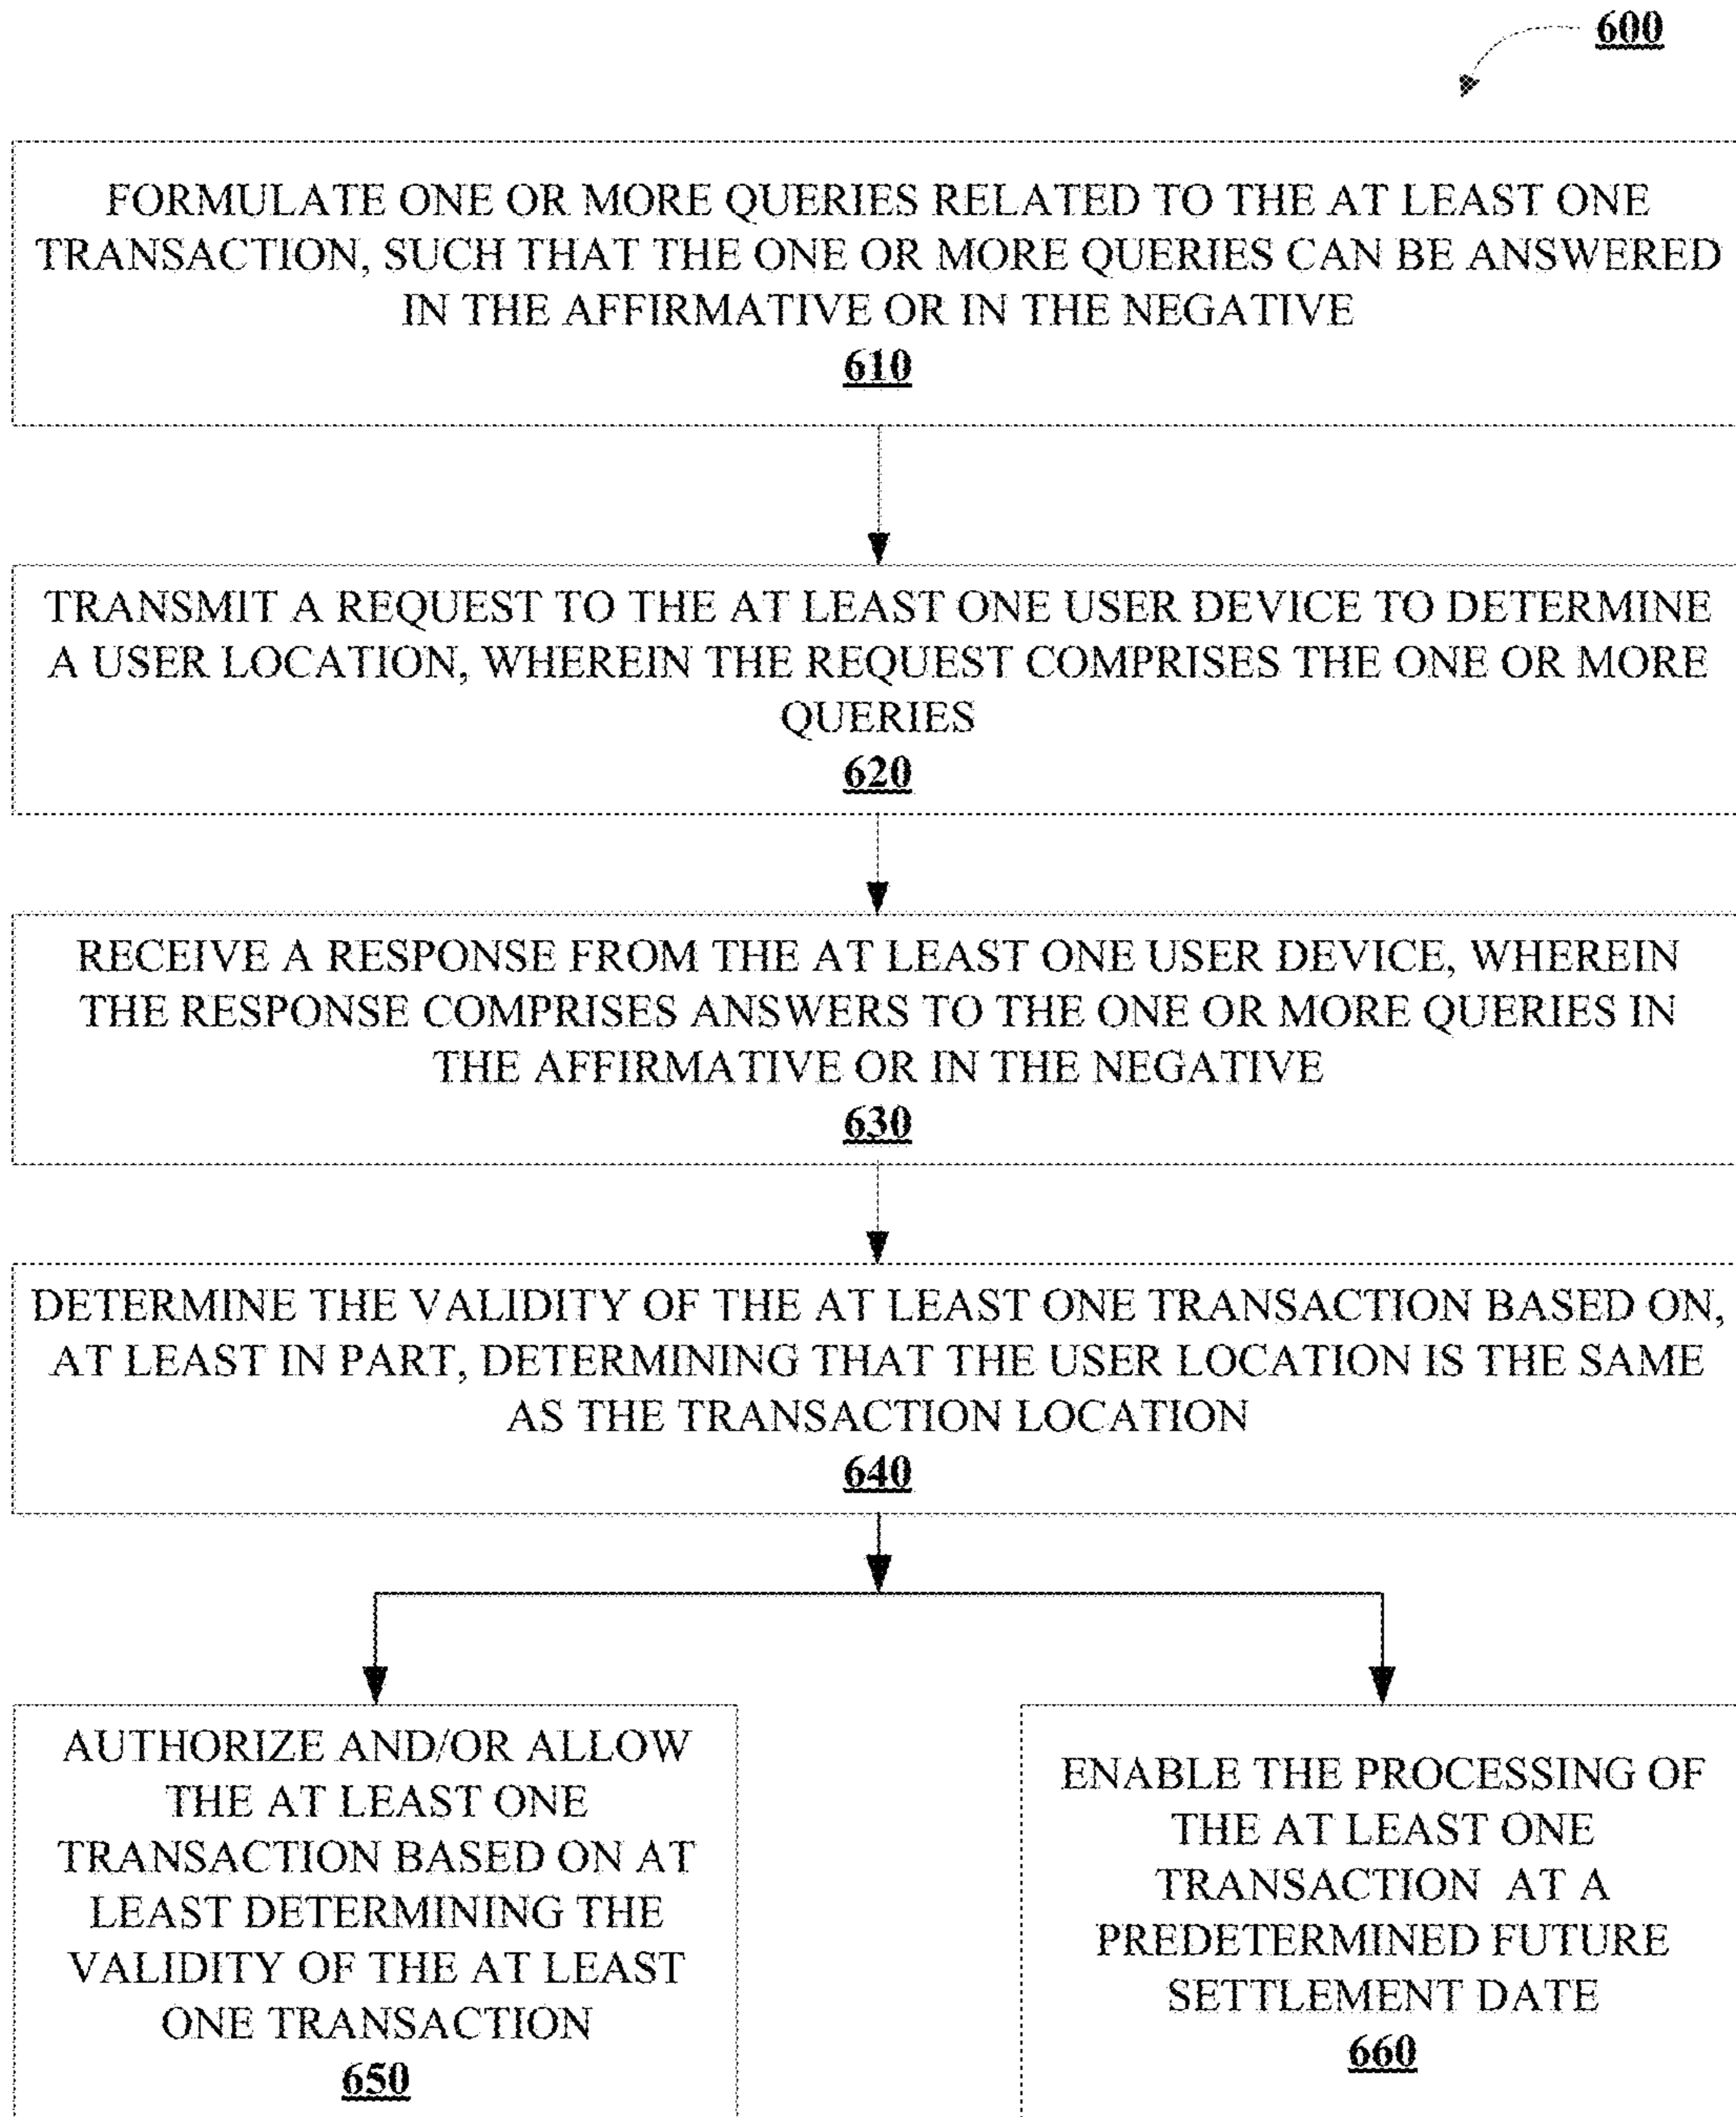 600
FORMULATE ONE OR MORE QUERIES RELATED TO THE AT LEAST ONE
TRANSACTION, SUCH THAT THE ONE OR MORE QUERIES CAN BE ANSWERED
IN THE AFFIRMATIVE OR IN THE NEGATIVE
610
TRANSMIT A REQUEST TO THE AT LEAST ONE USER DEVICE TO DETERMINE
A USER LOCATION, WHEREIN THE REQUEST COMPRISES THE ONE OR MORE
QUERIES
620
RECEIVE A RESPONSE FROM THE AT LEAST ONE USER DEVICE, WHEREIN
THE RESPONSE COMPRISES ANSWERS TO THE ONE OR MORE QUERIES IN
THE AFFIRMATIVE OR IN THE NEGATIVE
630
DETERMINE THE VALIDITY OF THE AT LEAST ONE TRANSACTION BASED ON,
AT LEAST IN PART, DETERMINING THAT THE USER LOCATION IS THE SAME
AS THE TRANSACTION LOCATION
640
AUTHORIZE AND/OR ALLOW
THE AT LEAST ONE
TRANSACTION BASED ON AT
LEAST DETERMINING THE
VALIDITY OF THE AT LEAST
ONE TRANSACTION
650
ENABLE THE PROCESSING OF
THE AT LEAST ONE
TRANSACTION AT A
PREDETERMINED FUTURE
SETTLEMENT DATE
660